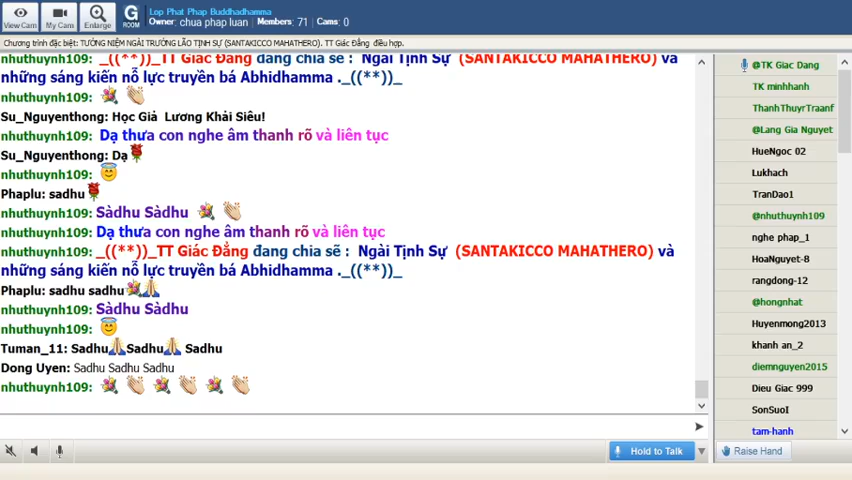 View Cam
My Cam
Enlarge
G
ROOM
Lop Phat Phap Buddhadhamma
Owner: chua phap luan Members: 71 Cams: 0
Chương trình đặc biệt: TƯỞNG NIỆM NGÀI TRƯỞNG LÃO TỊNH SỰ (SANTAKICCO MAHATHERO). TT Giác Đẳng điều hợp.
nhuthuynh109: _((**))_TT Giác Đẳng đang chia sẽ : Ngài Tịnh Sự (SANTAKICCO MAHATHERO) và
những sáng kiến nỗ lực truyền bá Abhidhamma ._((**))_
nhuthuynh109:
Su_Nguyenthong: Học Giả Lương Khải Siêu!
nhuthuynh109: Dạ thưa con nghe âm thanh rõ và liên tục
Su_Nguyenthong: Dạ
nhuthuynh109:
Phaplu: sadhu
nhuthuynh109: Sàdhu Sàdhu
nhuthuynh109: Dạ thưa con nghe âm thanh rõ và liên tục
nhuthuynh109: _((**))_TT Giác Đẳng đang chia sẽ : Ngài Tịnh Sự (SANTAKICCO MAHATHERO) và
những sáng kiến nỗ lực truyền bá Abhidhamma ._((**))_
Phaplu: sadhu sadhu
nhuthuynh109: Sàdhu Sàdhu
nhuthuynh109:
Tuman_11: Sadhu Sadhu Sadhu
Dong Uyen: Sadhu Sadhu Sadhu
nhuthuynh109:
@TK Giac Dang
TK minhhanh
ThanhThuyrTraanf
@Lang Gia Nguyet
HueNgoc 02
Lukhach
TranDao1
@nhuthuynh109
nghe phap_1
HoaNguyet-8
rangdong-12
@hongnhat
Huyenmong2013
khanh an_2
diemnguyen2015
Dieu Giac 999
SonSuoI
tam-hanh
Hold to Talk
Raise Hand